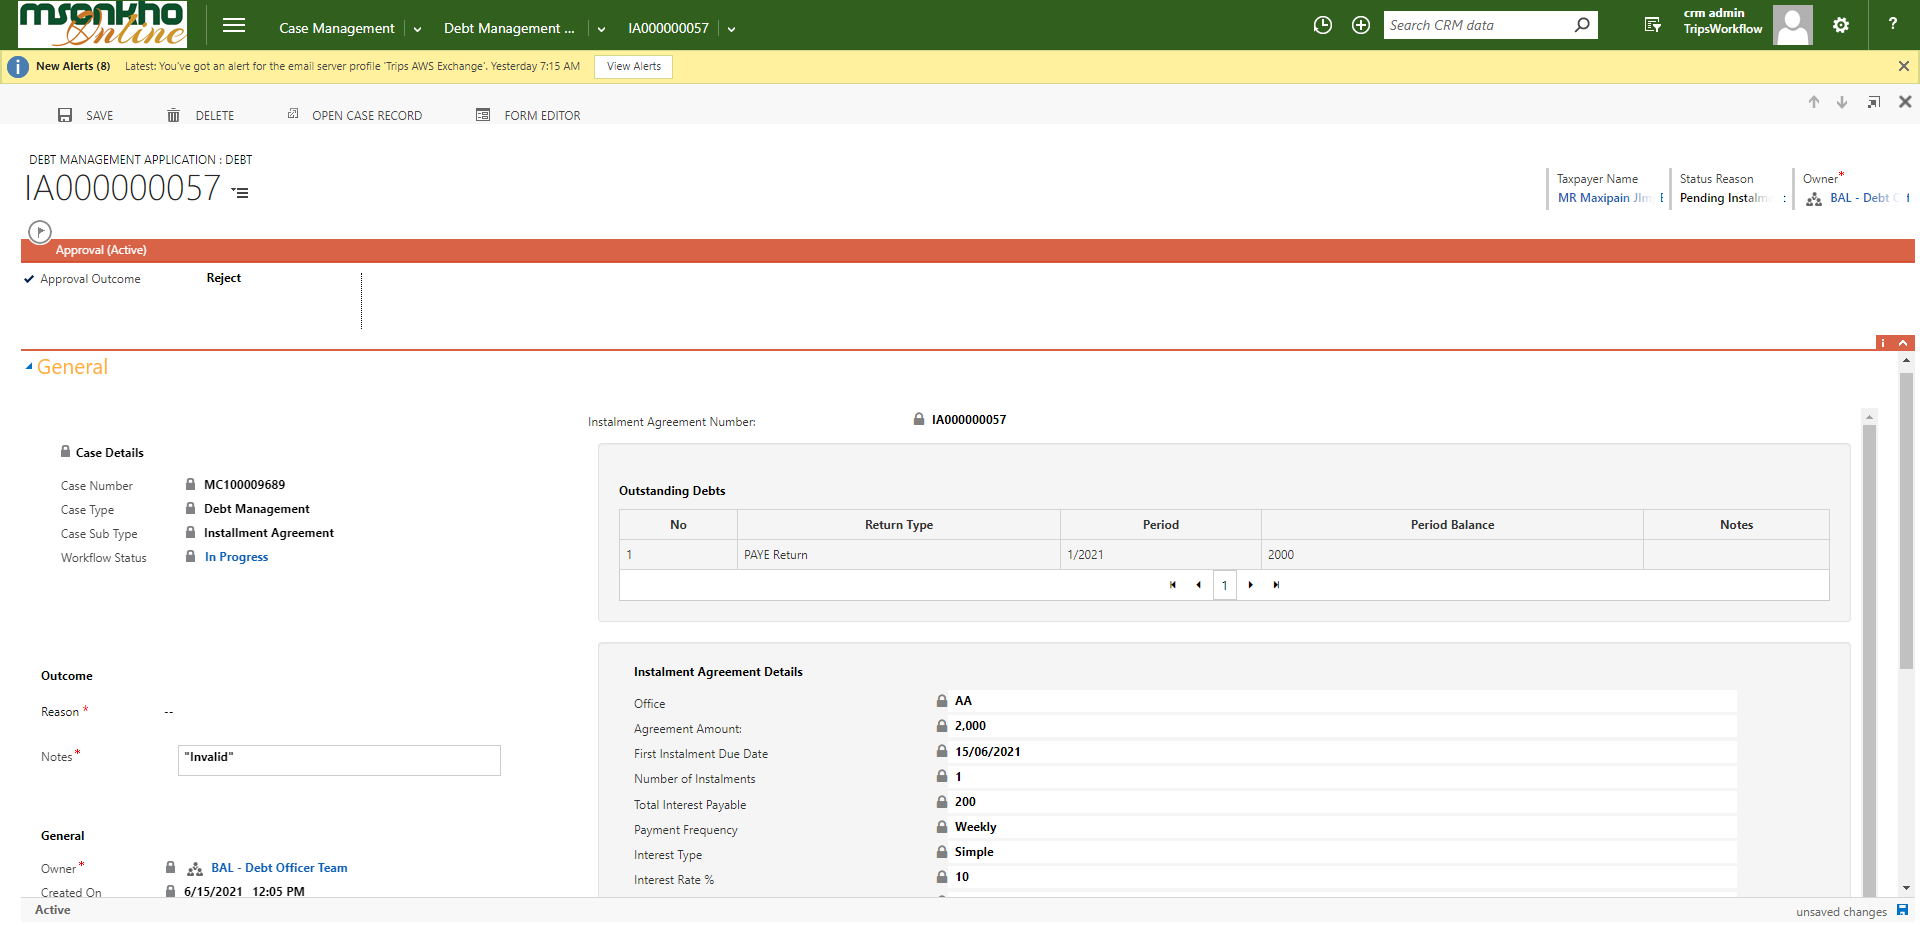 msonkho
Online
Case Management
Debt Management ...
IA000000057
Search CRM data
crm admin
TripsWorkflow
?
New Alerts (8) Latest: You've got an alert for the email server profile 'Trips AWS Exchange'. Yesterday 7:15 AM View Alerts
SAVE DELETE OPEN CASE RECORD FORM EDITOR
DEBT MANAGEMENT APPLICATION : DEBT
IA000000057
Taxpayer Name
MR Maxipain JIm
Status Reason
Pending Instalm
Owner*
BAL - Debt
Approval (Active)
Approval Outcome Reject
General
Instalment Agreement Number: IA000000057
Case Details
Case Number MC100009689
Case Type Debt Management
Case Sub Type Installment Agreement
Workflow Status In Progress
Outcome
Reason * --
Notes* "Invalid"
General
Owner* BAL - Debt Officer Team
Created On 6/15/2021 12:05 PM
Outstanding Debts
No Return Type Period Period Balance Notes
1 PAYE Return 1/2021 2000
1
Instalment Agreement Details
Office AA
Agreement Amount: 2,000
First Instalment Due Date 15/06/2021
Number of Instalments 1
Total Interest Payable 200
Payment Frequency Weekly
Interest Type Simple
Interest Rate % 10
Active
unsaved changes